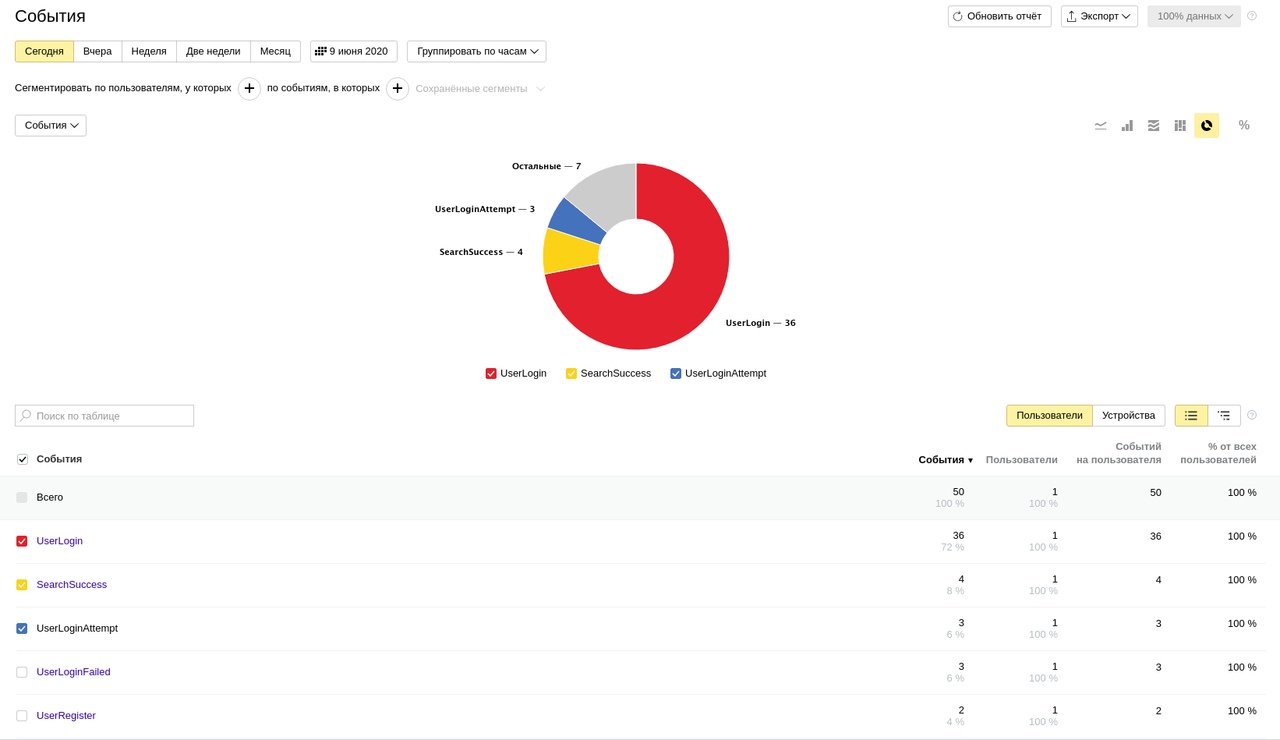 События
Обновить отчёт
Экспорт
100% данных
?
Сегодня
Вчера
Неделя
Две недели
Месяц
9 июня 2020
Группировать по часам
Сегментировать по пользователям, у которых + по событиям, в которых + Сохранённые сегменты
События
%
Остальные — 7
UserLoginAttempt — 3
SearchSuccess — 4
UserLogin — 36
UserLogin
SearchSuccess
UserLoginAttempt
Поиск по таблице
Пользователи
Устройства
?
События
События ▼
Пользователи
Событий
на пользователя
% от всех
пользователей
Всего
50
100 %
1
100 %
50
100 %
UserLogin
36
72 %
1
100 %
36
100 %
SearchSuccess
4
8 %
1
100 %
4
100 %
UserLoginAttempt
3
6 %
1
100 %
3
100 %
UserLoginFailed
3
6 %
1
100 %
3
100 %
UserRegister
2
4 %
1
100 %
2
100 %